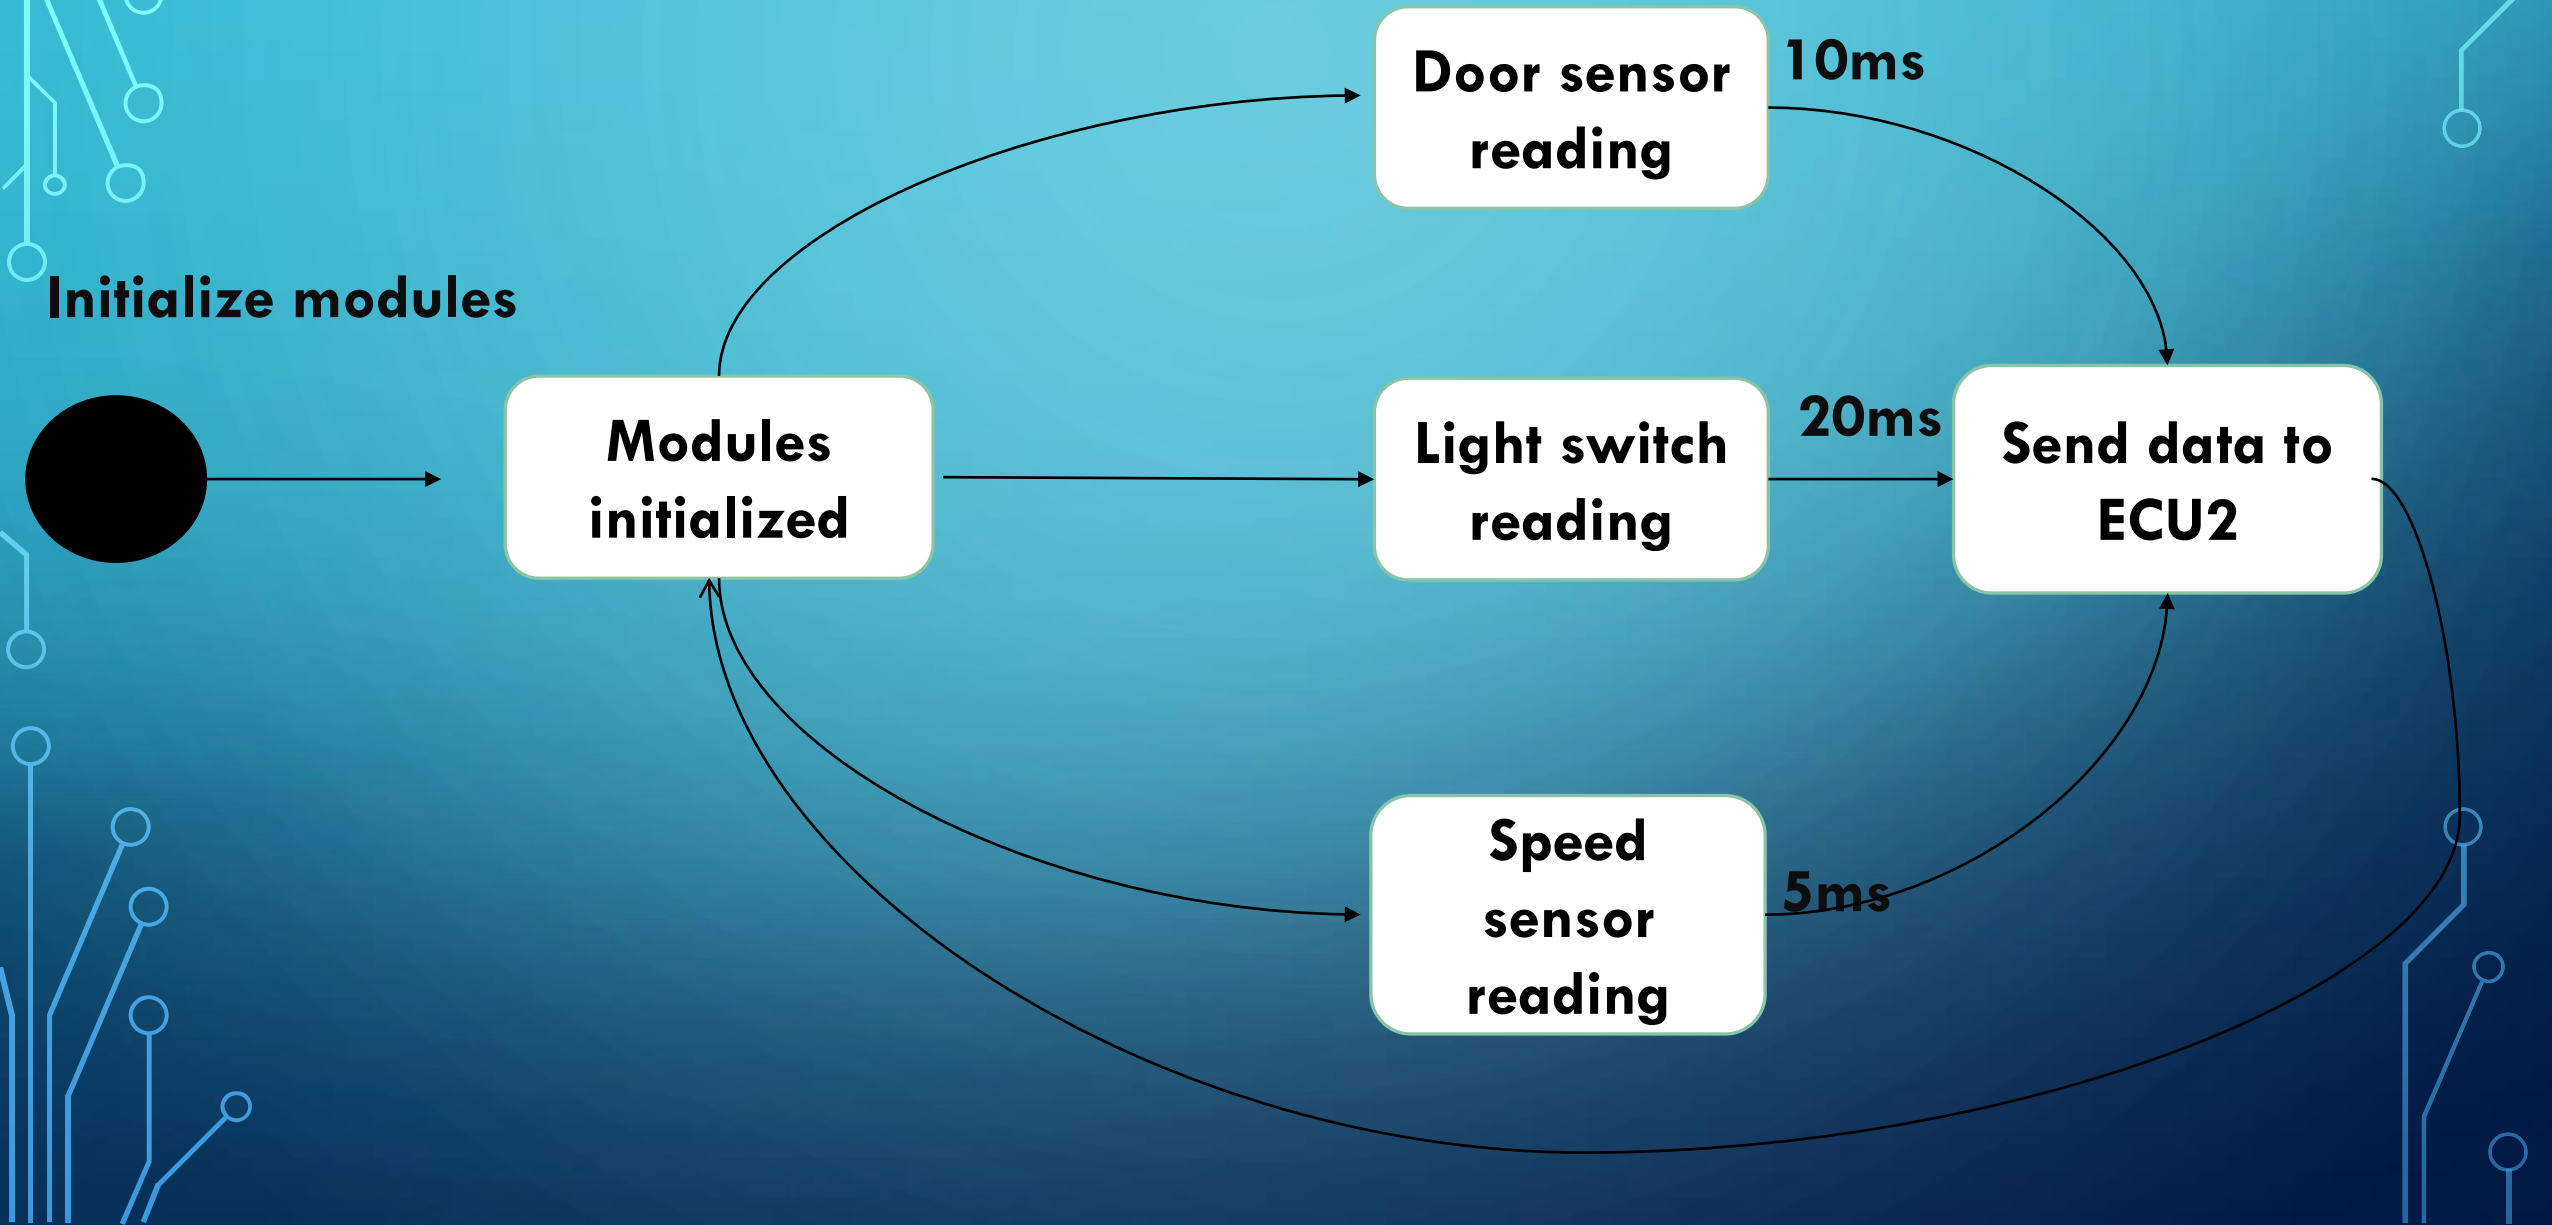 Initialize modules
Modules
initialized
Door sensor
reading
10ms
Light switch
reading
20ms
Speed
sensor
reading
5ms
Send data to
ECU2